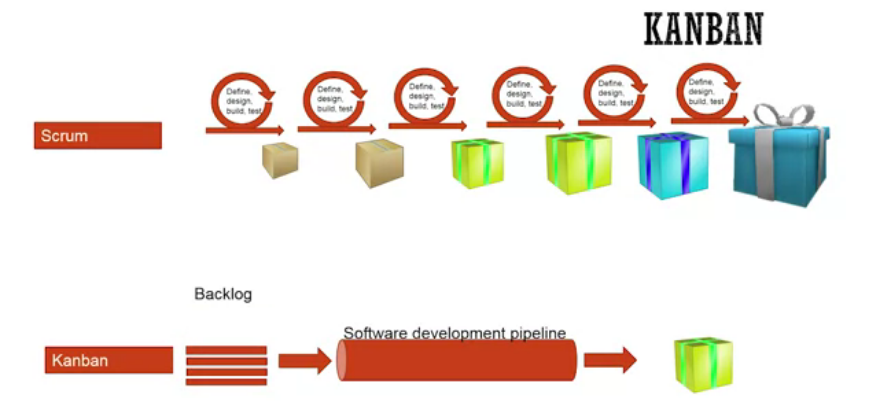 KANBAN
Define,
design,
build, test
Define,
design,
build, test
Define,
design,
build, test
Define,
design,
build, test
Define,
design,
build, test
Define,
design,
build, test
Scrum
Backlog
Software development pipeline
Kanban